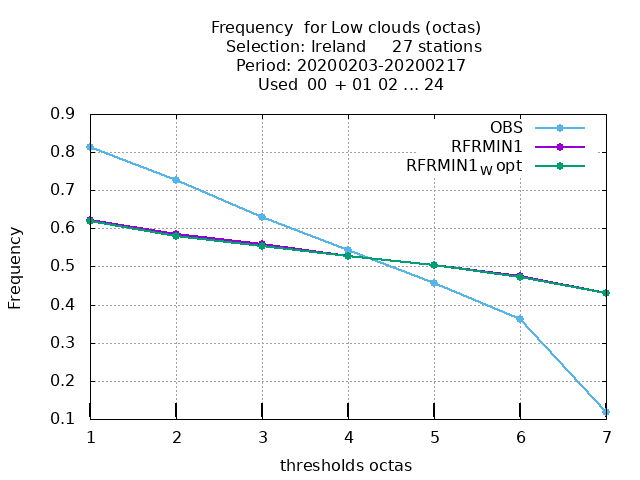 Frequency  for Low clouds (octas)
Selection: Ireland     27 stations
Period: 20200203-20200217
Used  00  + 01 02 ... 24
0.9
0.8
0.7
0.6
0.5
0.4
0.3
0.2
0.1
Frequency
OBS
RFRMIN1
RFRMIN1W opt
1 2 3 4 5 6 7
thresholds octas